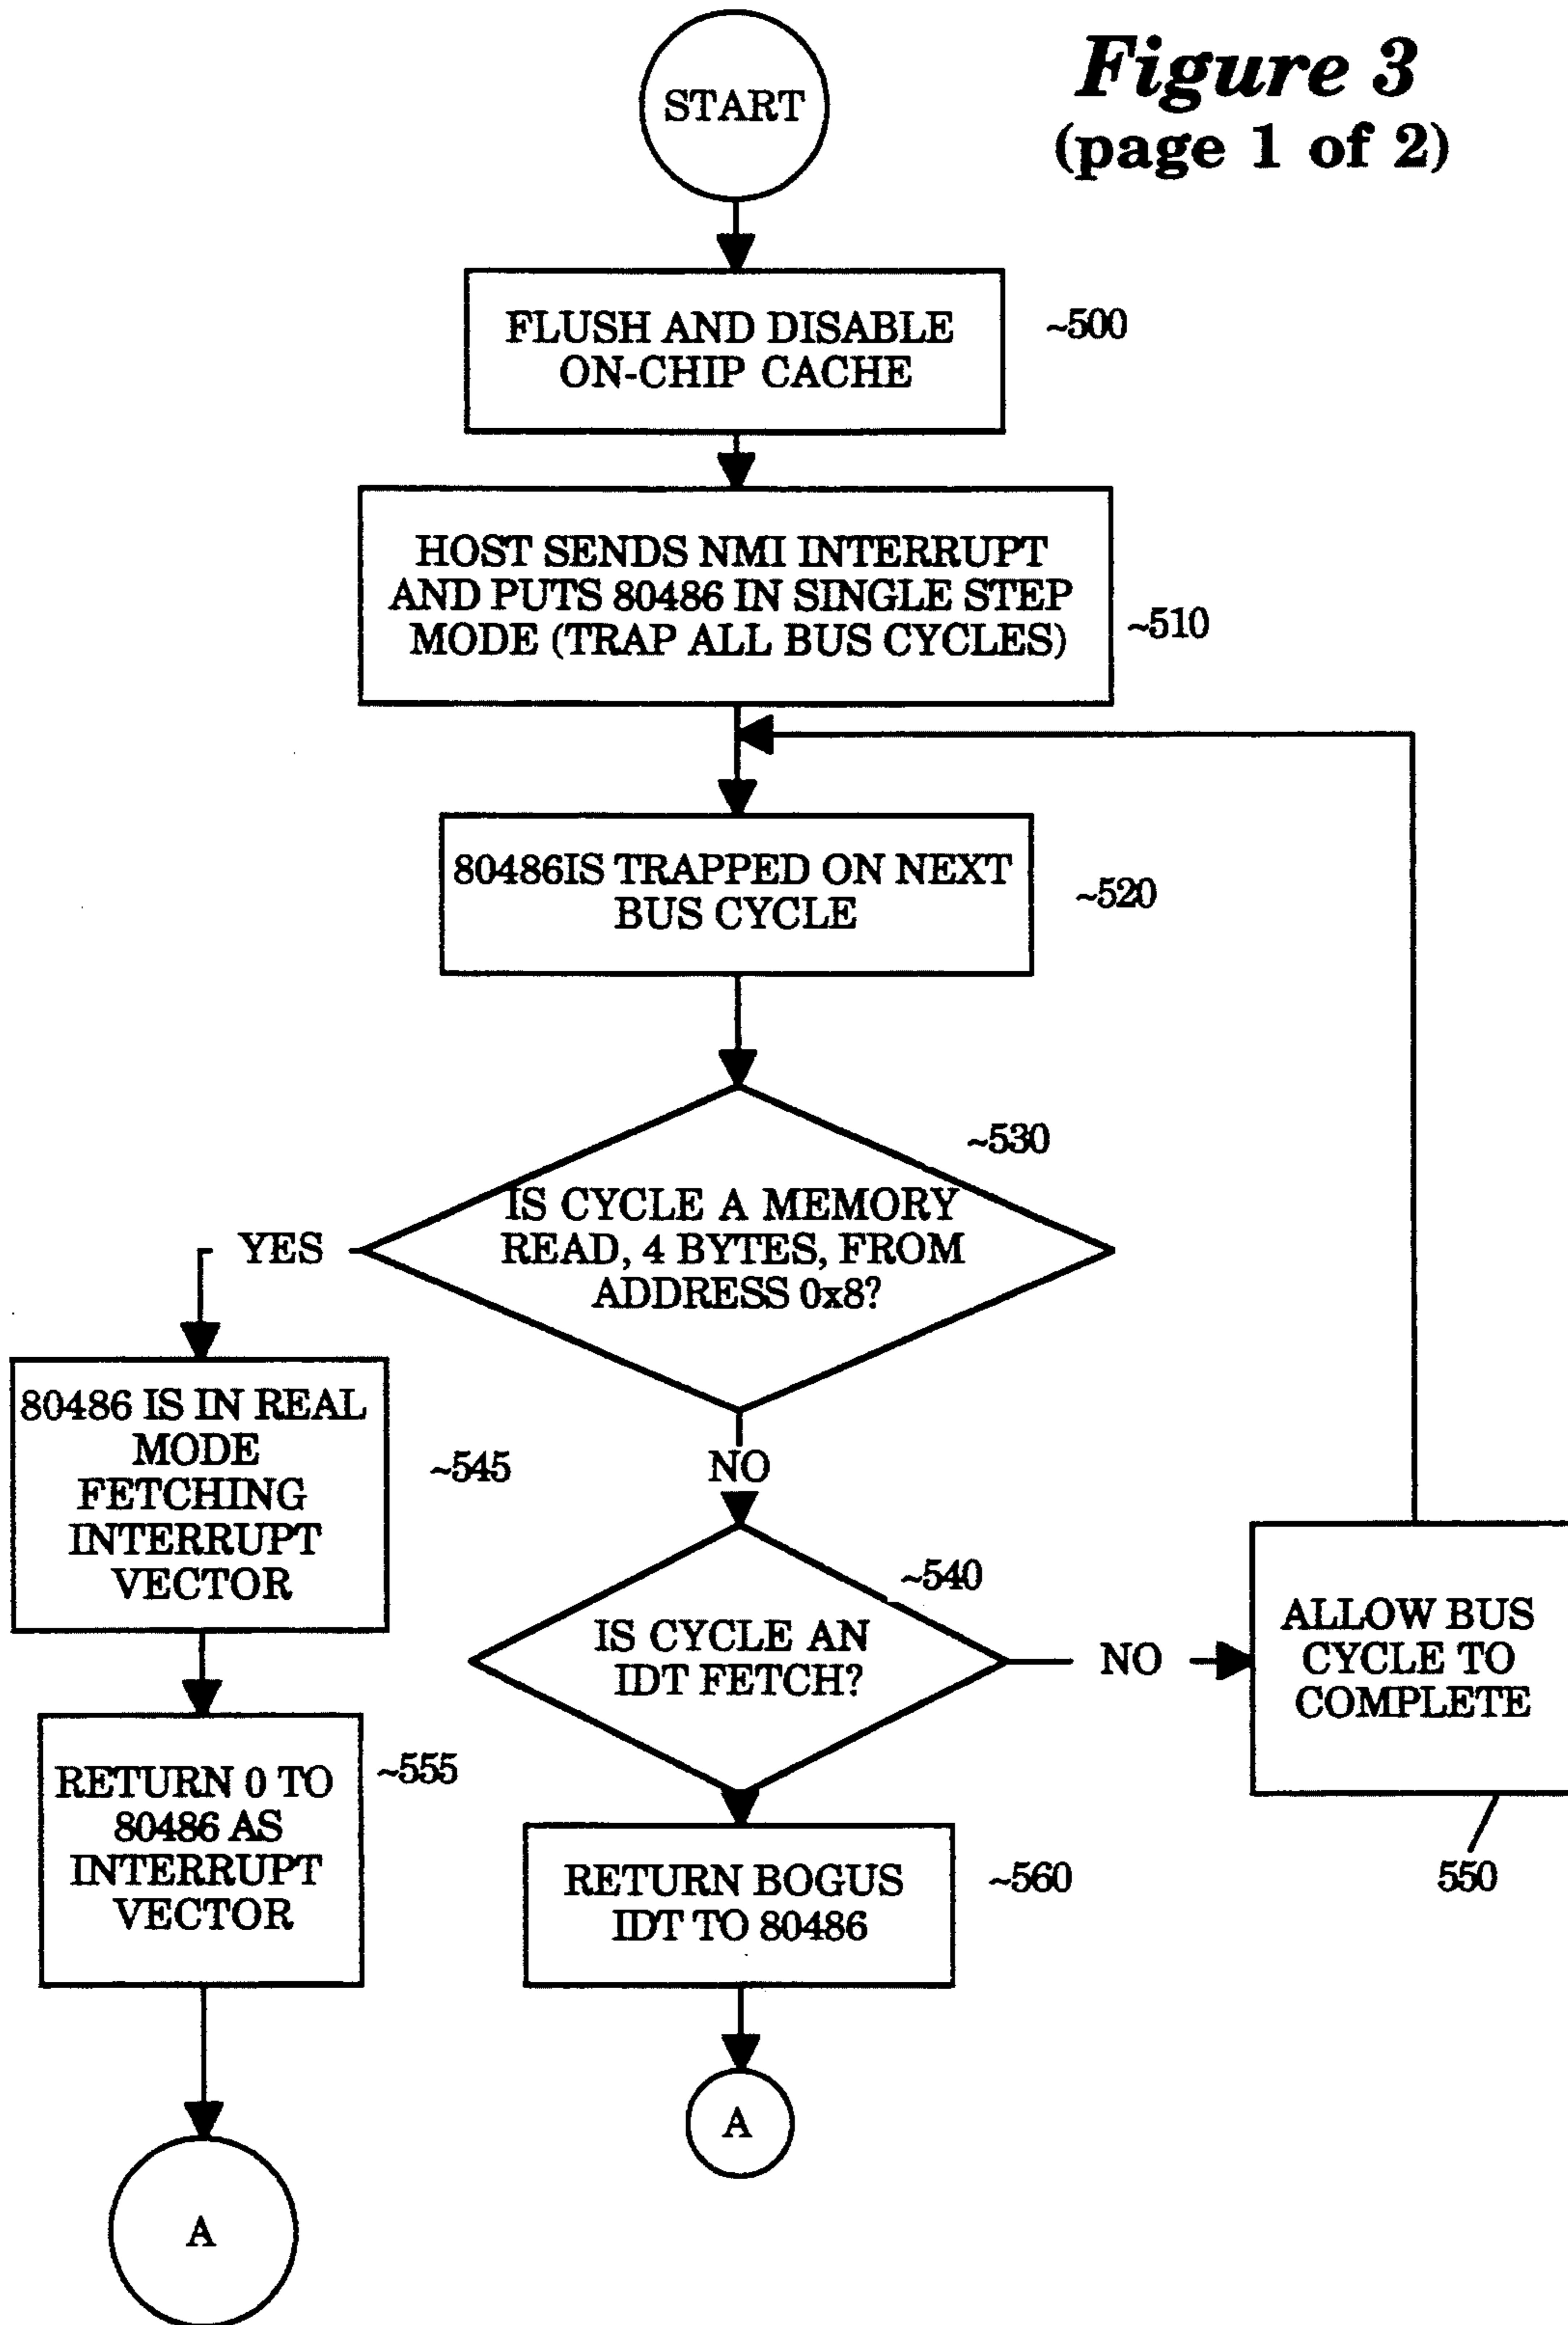 Figure 3
(page 1 of 2)
START
FLUSH AND DISABLE
ON-CHIP CACHE
~500
HOST SENDS NMI INTERRUPT
AND PUTS 80486 IN SINGLE STEP
MODE (TRAP ALL BUS CYCLES)
~510
80486IS TRAPPED ON NEXT
BUS CYCLE
~520
~530
IS CYCLE A MEMORY
READ, 4 BYTES, FROM
ADDRESS 0x8?
YES
80486 IS IN REAL
MODE
FETCHING
INTERRUPT
VECTOR
~545
NO
~540
IS CYCLE AN
IDT FETCH?
NO
ALLOW BUS
CYCLE TO
COMPLETE
550
RETURN 0 TO
80486 AS
INTERRUPT
VECTOR
~555
RETURN BOGUS
IDT TO 80486
~560
A
A